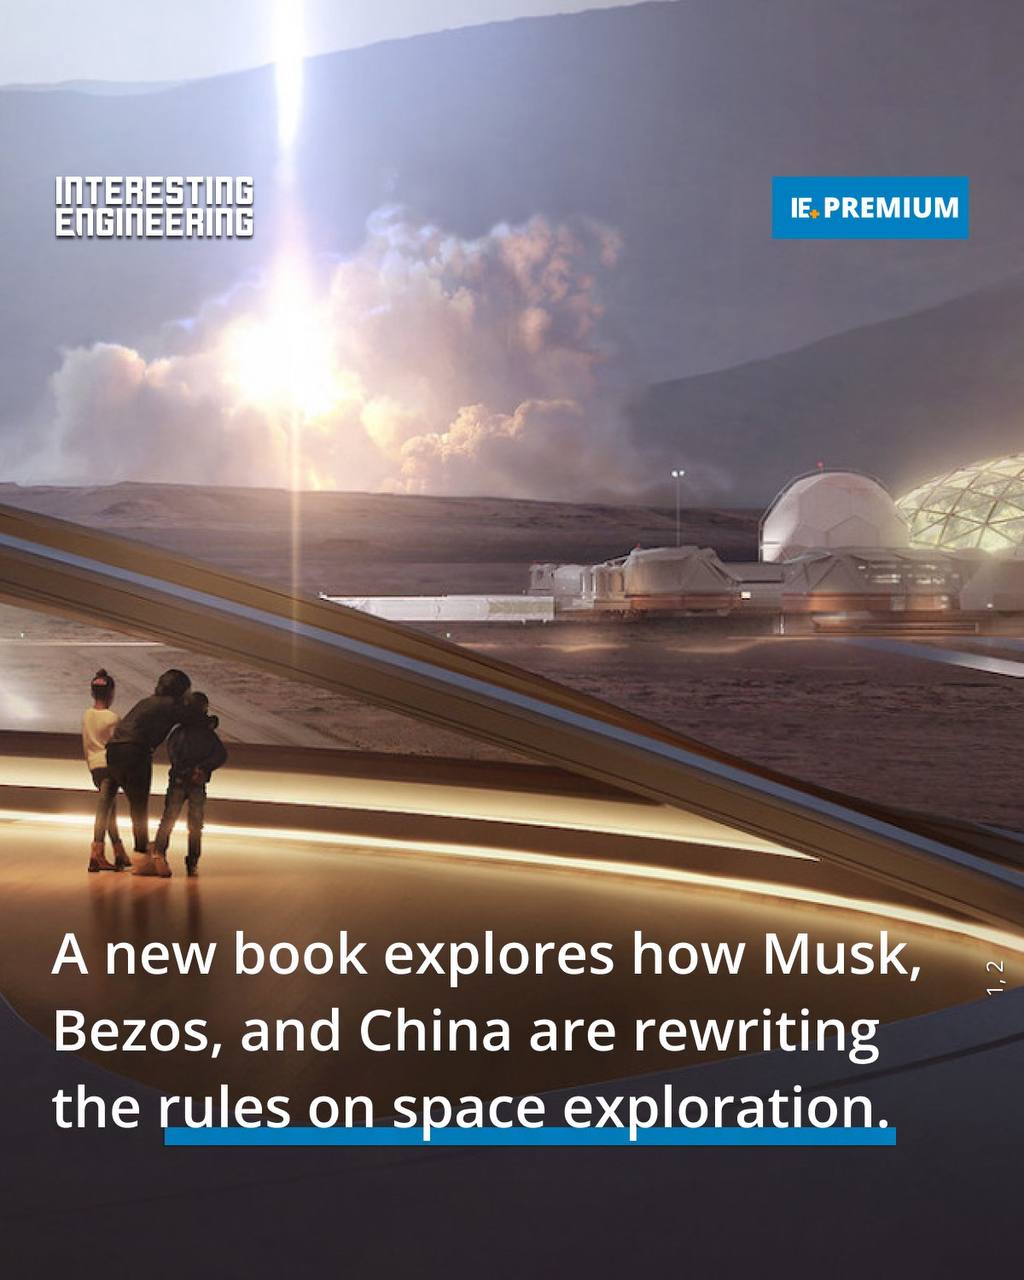 INTERESTING
ENGINEERING
IE+ PREMIUM
A new book explores how Musk,
Bezos, and China are rewriting
the rules on space exploration.
1, 2